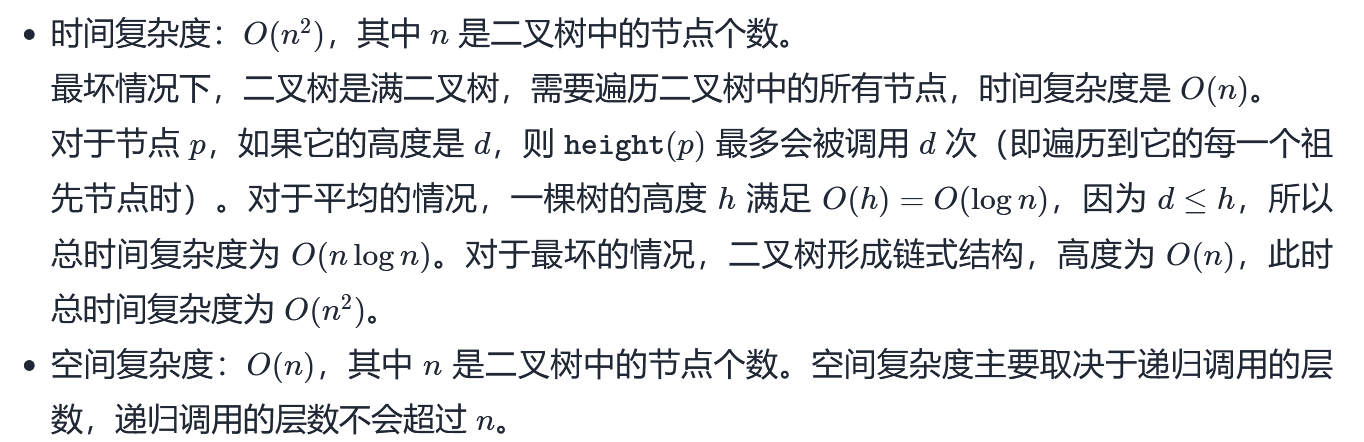 • 时间复杂度：O(n²)，其中 n 是二叉树中的节点个数。
最坏情况下，二叉树是满二叉树，需要遍历二叉树中的所有节点，时间复杂度是 O(n)。
对于节点 p，如果它的高度是 d，则 height(p) 最多会被调用 d 次（即遍历到它的每一个祖
先节点时）。对于平均的情况，一棵树的高度 h 满足 O(h) = O(log n)，因为 d ≤ h，所以
总时间复杂度为 O(n log n)。对于最坏的情况，二叉树形成链式结构，高度为 O(n)，此时
总时间复杂度为 O(n²)。
• 空间复杂度：O(n)，其中 n 是二叉树中的节点个数。空间复杂度主要取决于递归调用的层
数，递归调用的层数不会超过 n。